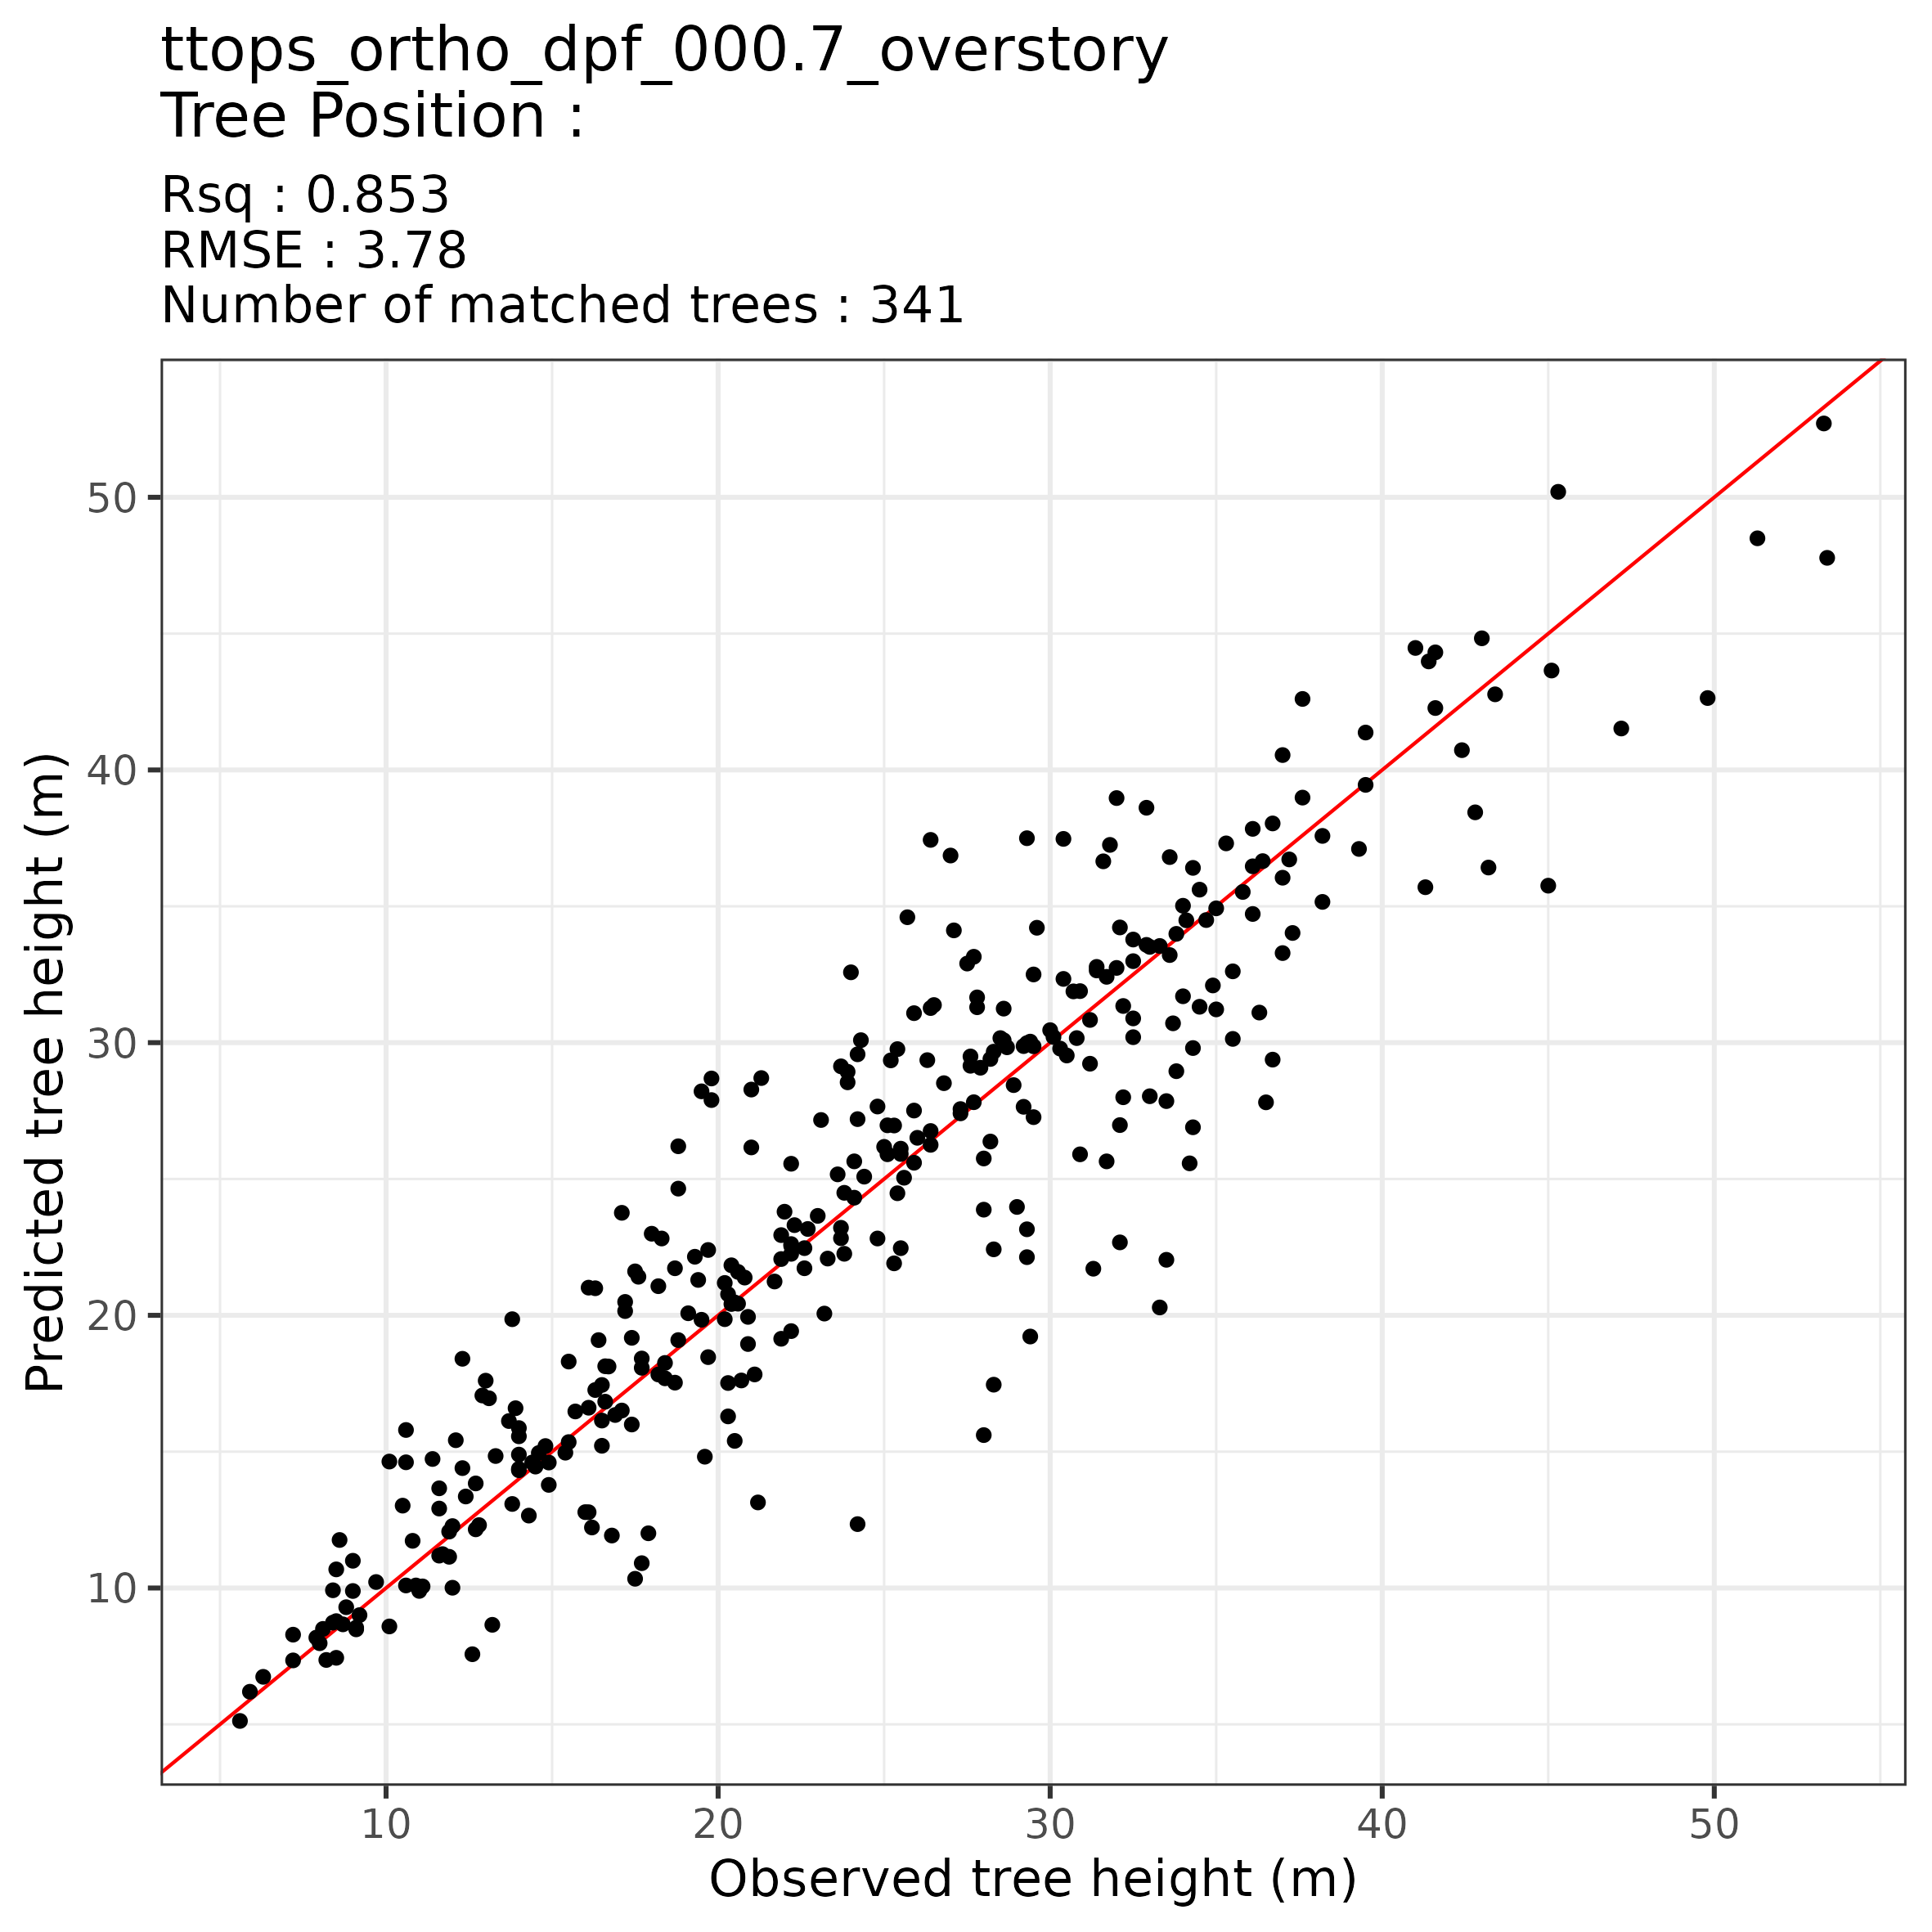 ttops_ortho_dpf_000.7_overstory
Tree Position :
Rsq : 0.853
RMSE : 3.78
Number of matched trees : 341
Predicted tree height (m)
50
40
30
20
10
10 20 30 40 50
Observed tree height (m)